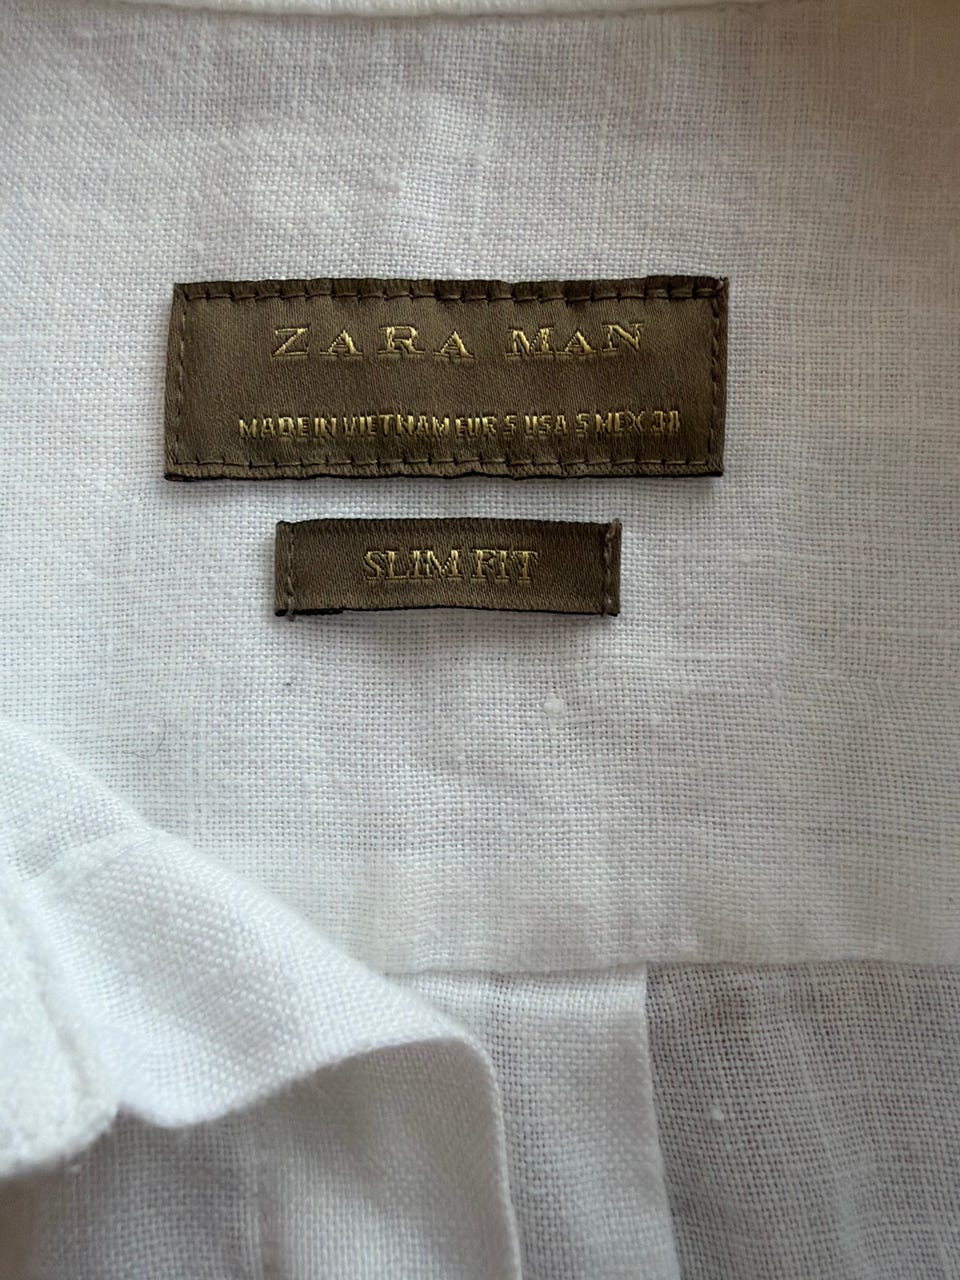 ZARA MAN
MADE IN VIETNAM EUR S USA S MEX 38
SLIM FIT